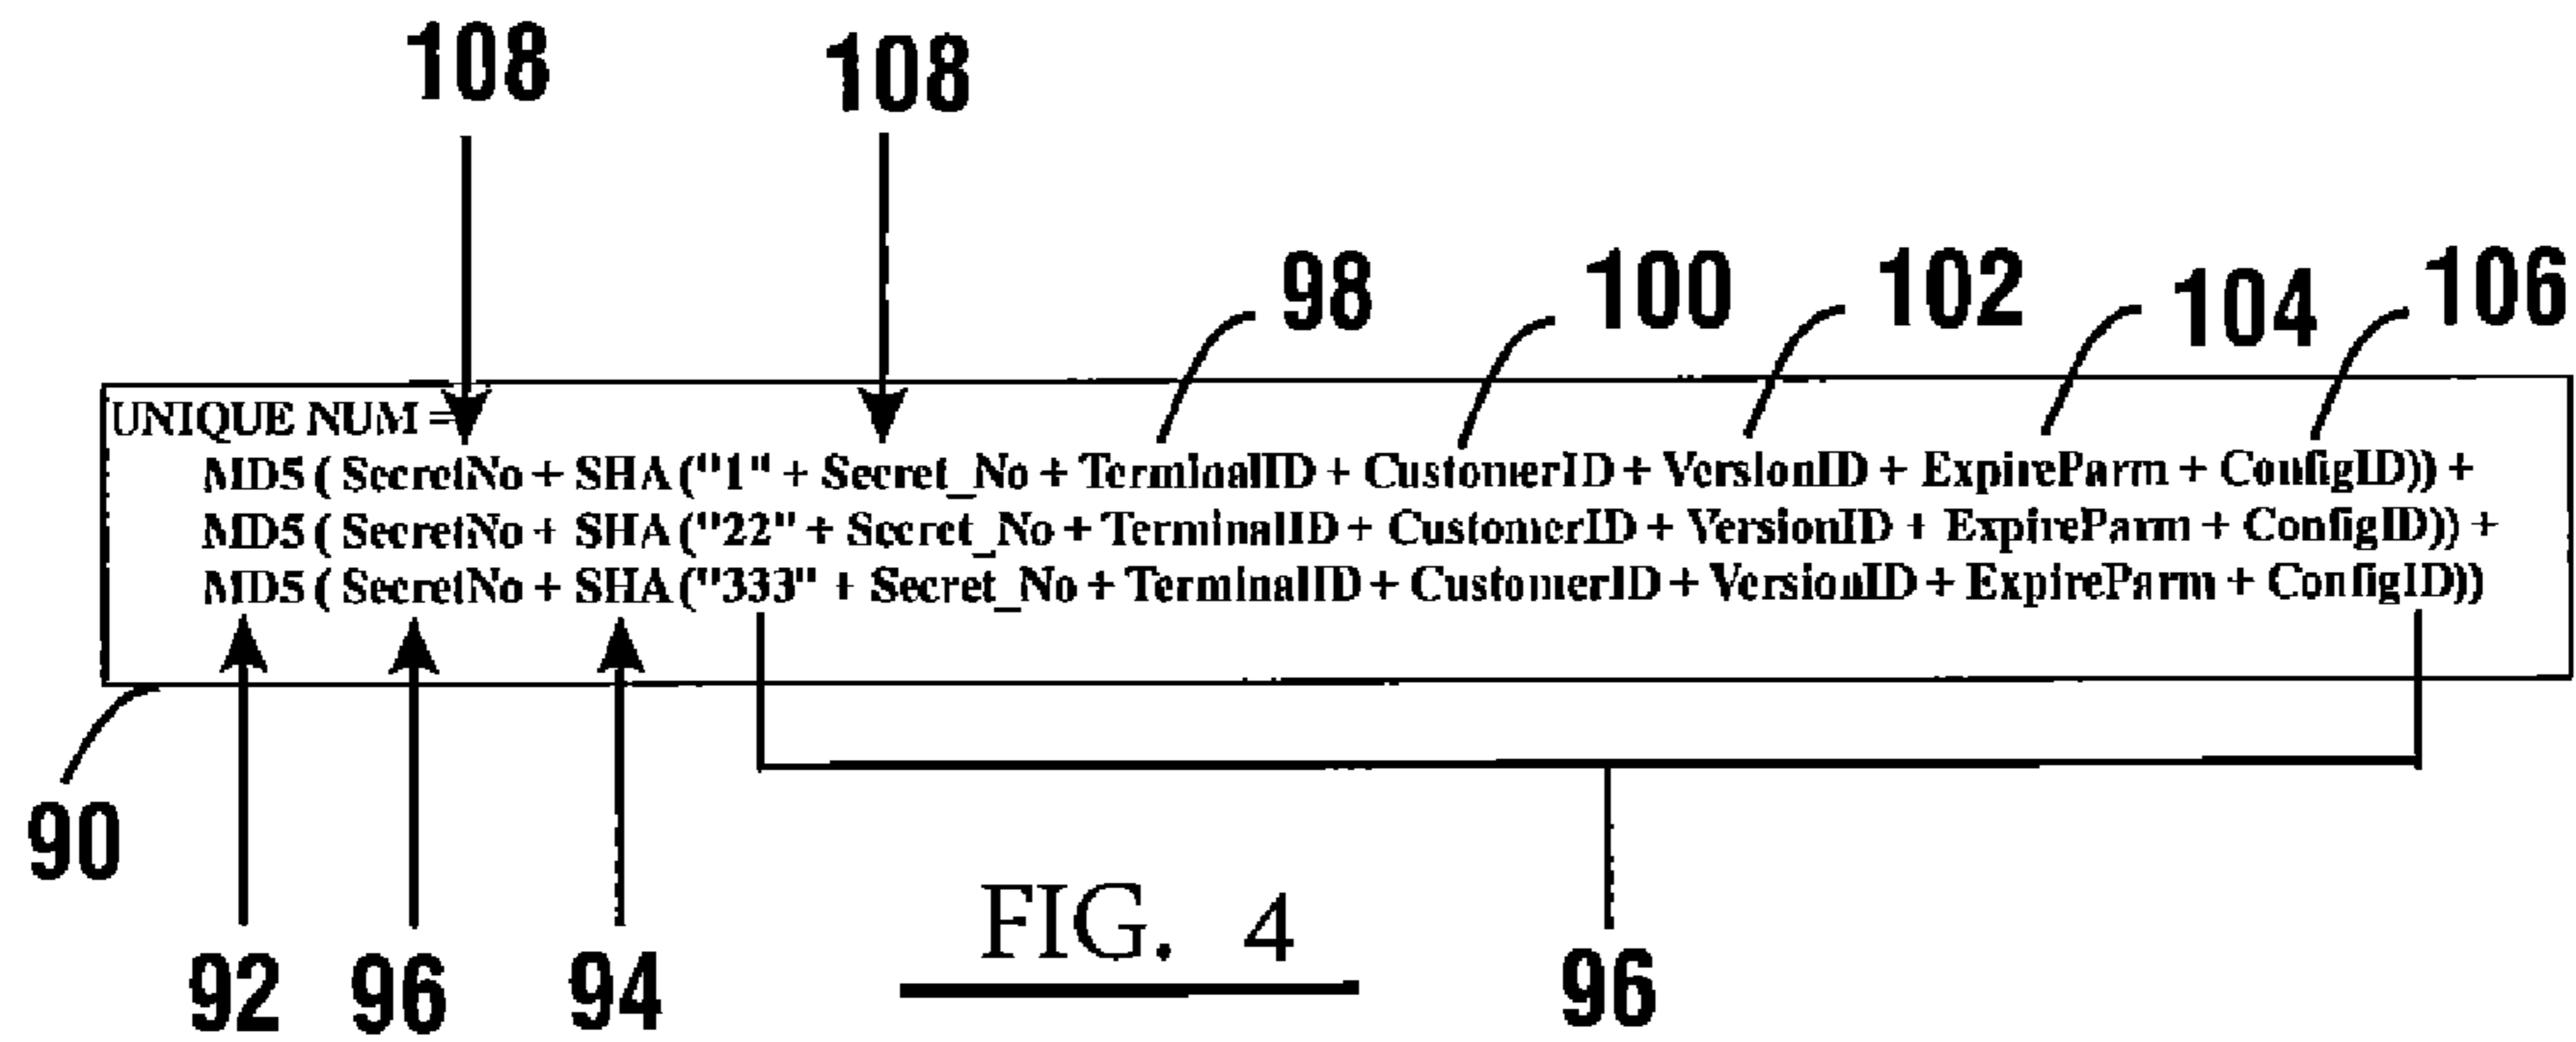 108 108
98 100 102 104 106
UNIQUE NUM =
MD5 ( SecretNo + SHA ("1" + Secret_No + TerminalID + CustomerID + VersionID + ExpireParm + ConfigID)) +
MD5 ( SecretNo + SHA ("22" + Secret_No + TerminalID + CustomerID + VersionID + ExpireParm + ConfigID)) +
MD5 ( SecretNo + SHA ("333" + Secret_No + TerminalID + CustomerID + VersionID + ExpireParm + ConfigID))
90
92 96 94 96
FIG. 4